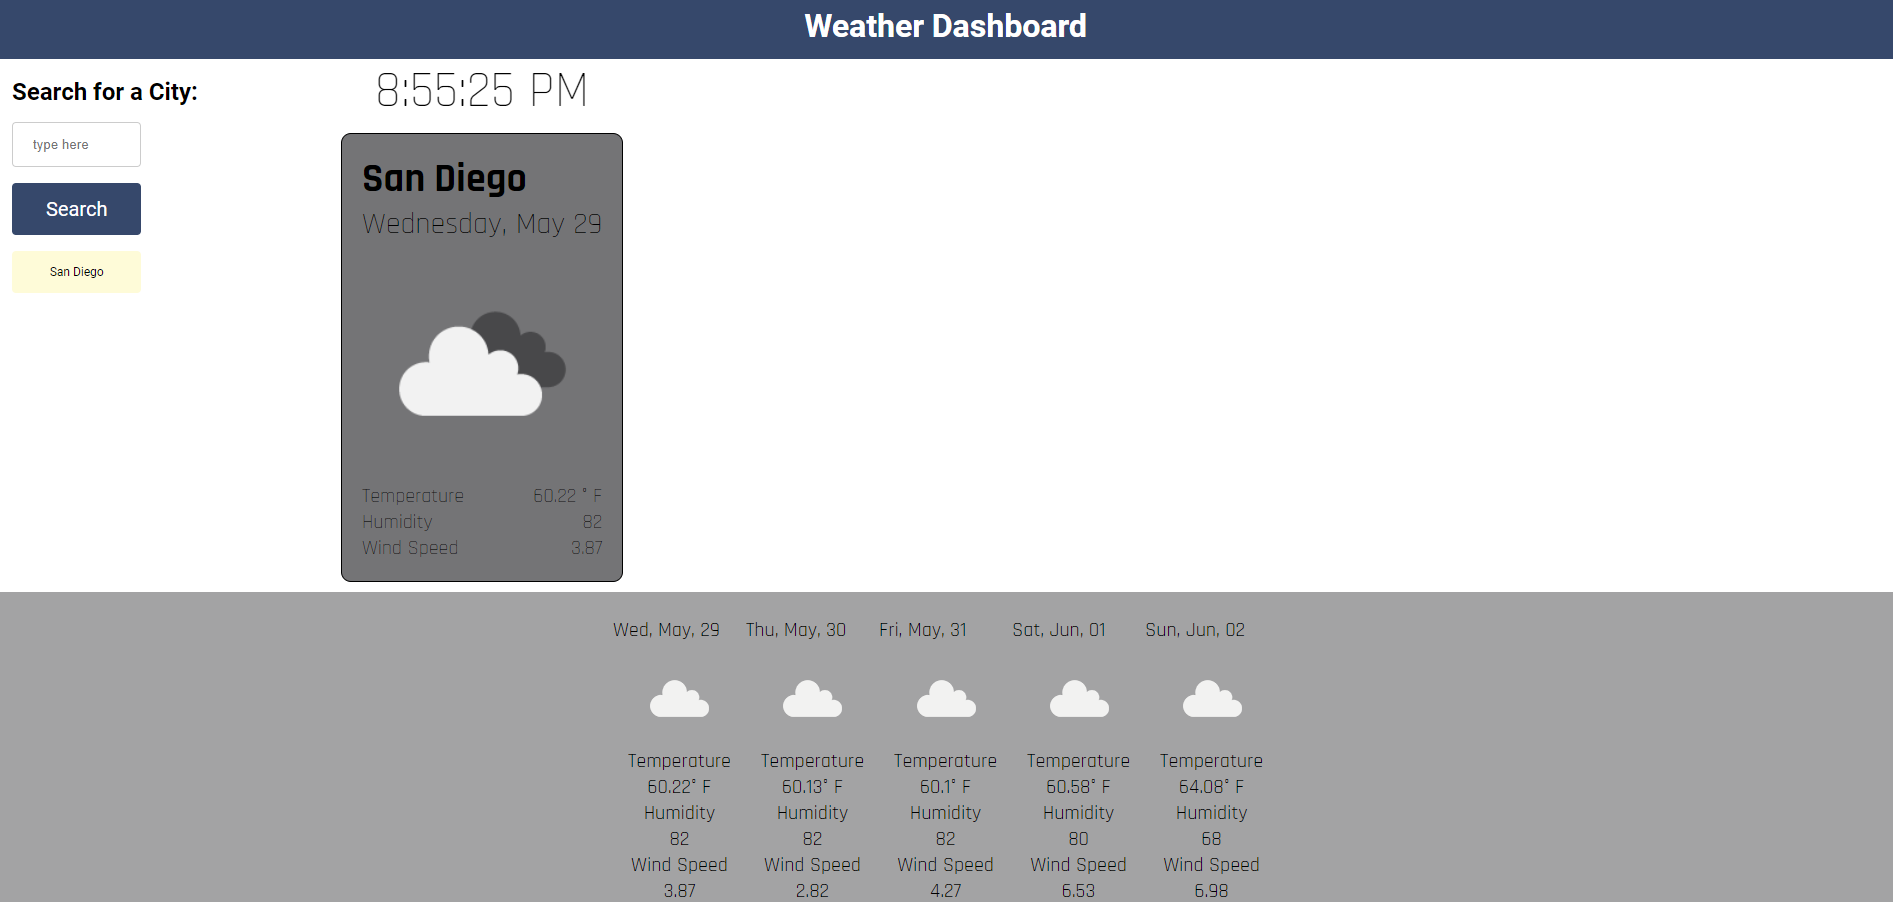 Weather Dashboard
Search for a City:
type here
Search
San Diego
8:55:25 PM
San Diego
Wednesday, May 29
Temperature 60.22 ° F
Humidity 82
Wind Speed 3.87
Wed, May, 29 Thu, May, 30 Fri, May, 31 Sat, Jun, 01 Sun, Jun, 02
Temperature Temperature Temperature Temperature Temperature
60.22° F 60.13° F 60.1° F 60.58° F 64.08° F
Humidity Humidity Humidity Humidity Humidity
82 82 82 80 68
Wind Speed Wind Speed Wind Speed Wind Speed Wind Speed
3.87 2.82 4.27 6.53 6.98